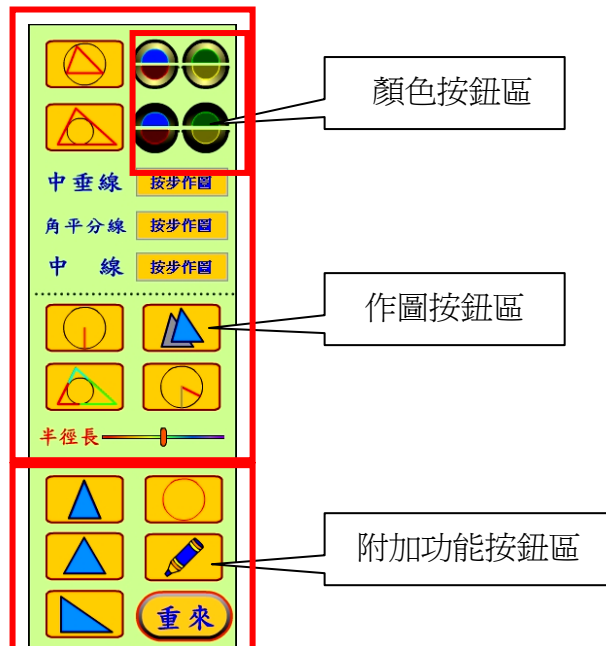 顏色按鈕區
中垂線 按步作圖
角平分線 按步作圖
中 線 按步作圖
作圖按鈕區
半徑長
附加功能按鈕區
重來